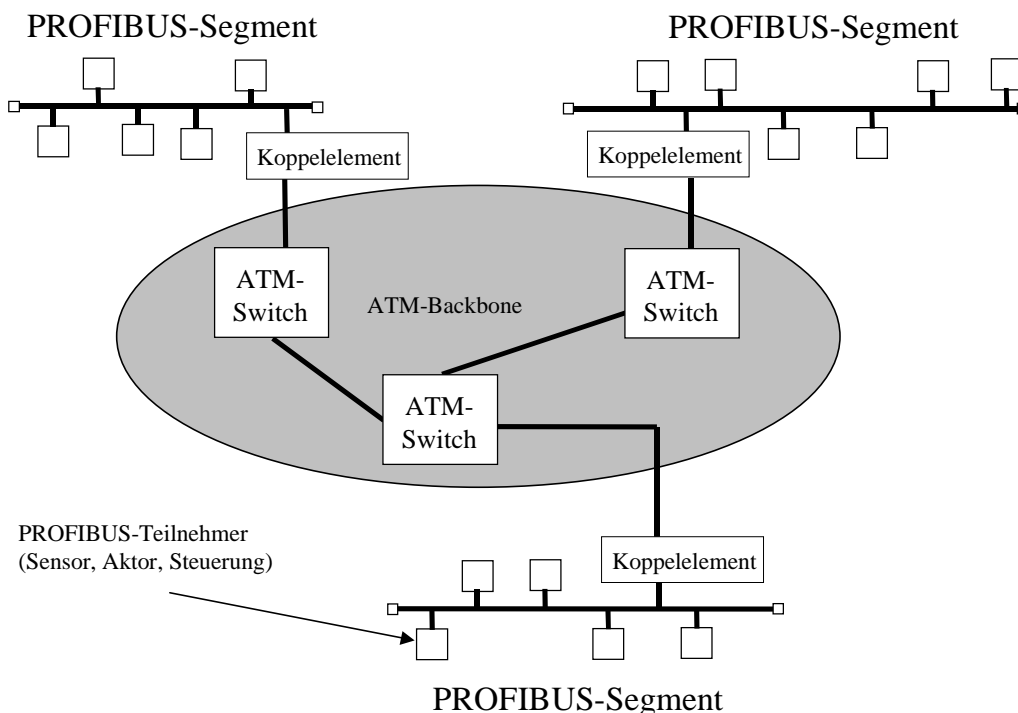 PROFIBUS-Segment
PROFIBUS-Segment
Koppelelement
Koppelelement
ATM-
Switch
ATM-Backbone
ATM-
Switch
ATM-
Switch
PROFIBUS-Teilnehmer
(Sensor, Aktor, Steuerung)
Koppelelement
PROFIBUS-Segment